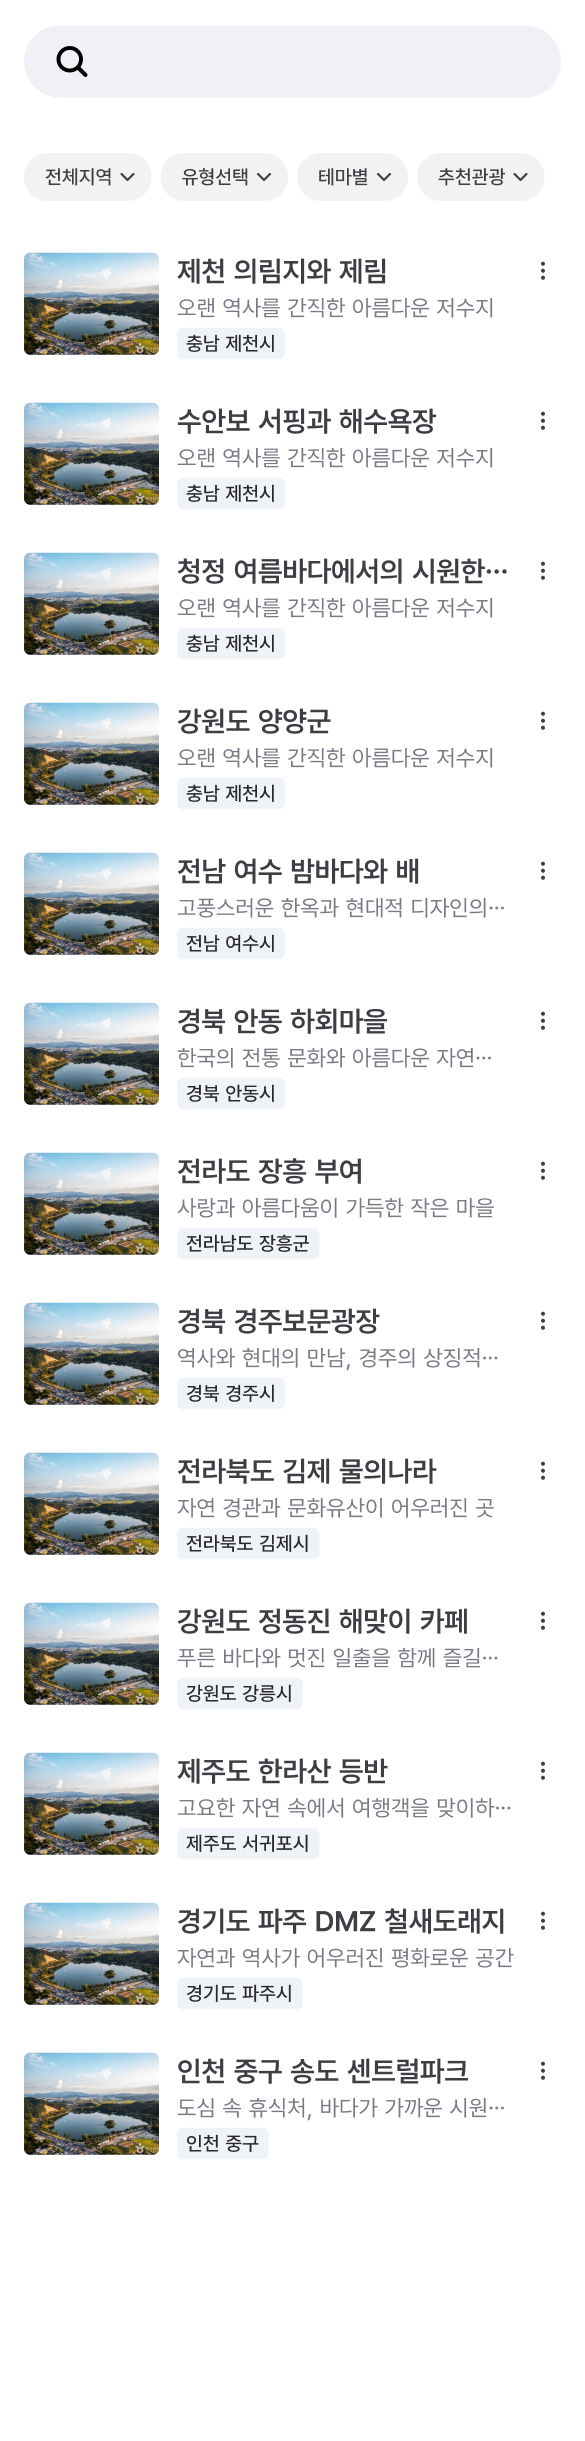 전체지역
유형선택
테마별
추천관광
제천 의림지와 제림
오랜 역사를 간직한 아름다운 저수지
충남 제천시
수안보 서핑과 해수욕장
오랜 역사를 간직한 아름다운 저수지
충남 제천시
청정 여름바다에서의 시원한…
오랜 역사를 간직한 아름다운 저수지
충남 제천시
강원도 양양군
오랜 역사를 간직한 아름다운 저수지
충남 제천시
전남 여수 밤바다와 배
고풍스러운 한옥과 현대적 디자인의…
전남 여수시
경북 안동 하회마을
한국의 전통 문화와 아름다운 자연…
경북 안동시
전라도 장흥 부여
사랑과 아름다움이 가득한 작은 마을
전라남도 장흥군
경북 경주보문광장
역사와 현대의 만남, 경주의 상징적…
경북 경주시
전라북도 김제 물의나라
자연 경관과 문화유산이 어우러진 곳
전라북도 김제시
강원도 정동진 해맞이 카페
푸른 바다와 멋진 일출을 함께 즐길…
강원도 강릉시
제주도 한라산 등반
고요한 자연 속에서 여행객을 맞이하…
제주도 서귀포시
경기도 파주 DMZ 철새도래지
자연과 역사가 어우러진 평화로운 공간
경기도 파주시
인천 중구 송도 센트럴파크
도심 속 휴식처, 바다가 가까운 시원…
인천 중구